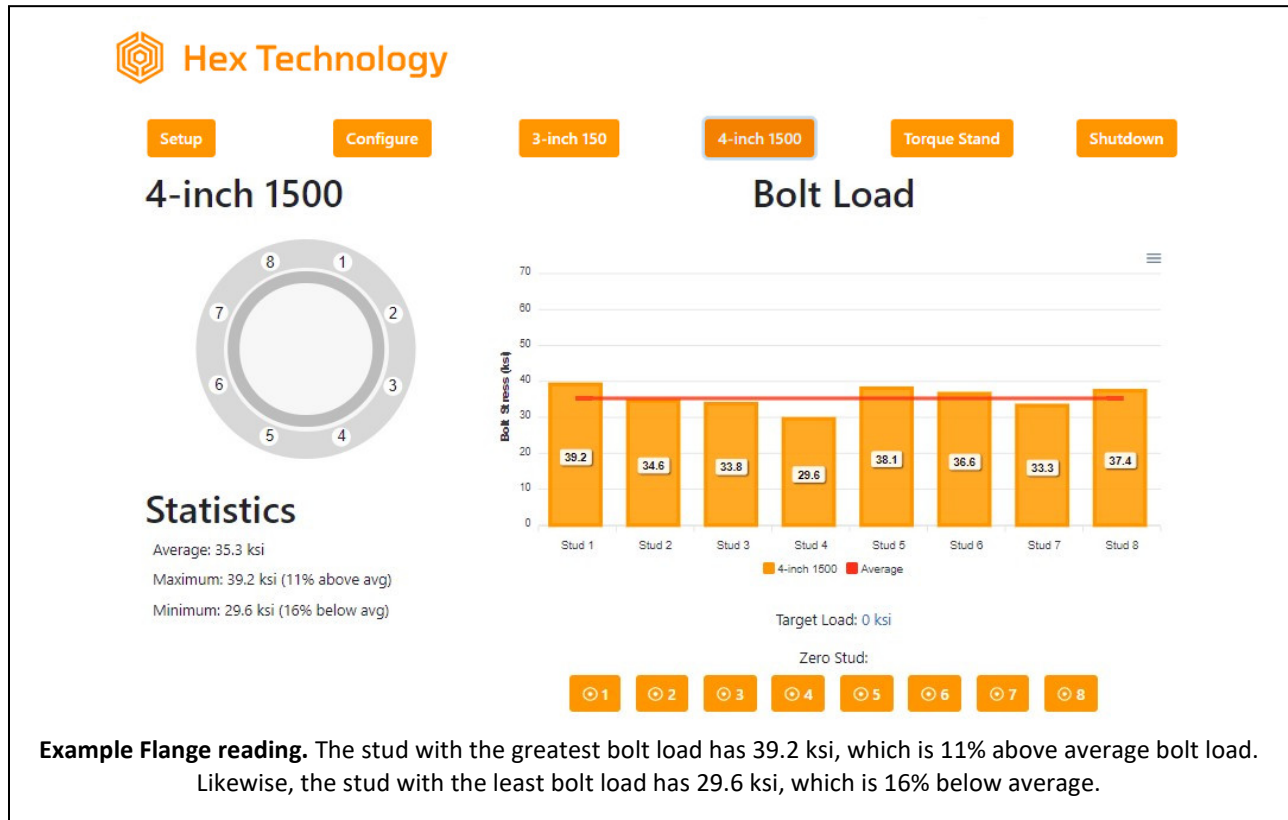 Hex Technology
Setup Configure 3-inch 150 4-inch 1500 Torque Stand Shutdown
4-inch 1500
8 1
7 2
6 3
5 4
Statistics
Average: 35.3 ksi
Maximum: 39.2 ksi (11% above avg)
Minimum: 29.6 ksi (16% below avg)
Bolt Load
Bolt Stress (ksi)
70
60
50
40
30
20
10
0
39.2 34.6 33.8 29.6 38.1 36.6 33.3 37.4
Stud 1 Stud 2 Stud 3 Stud 4 Stud 5 Stud 6 Stud 7 Stud 8
4-inch 1500 Average
Target Load: 0 ksi
Zero Stud:
1 2 3 4 5 6 7 8
Example Flange reading. The stud with the greatest bolt load has 39.2 ksi, which is 11% above average bolt load.
Likewise, the stud with the least bolt load has 29.6 ksi, which is 16% below average.